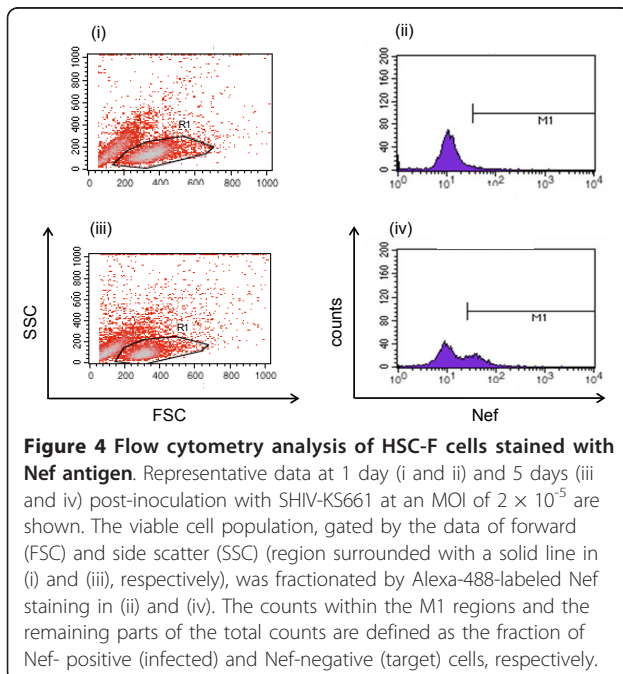 (i)
(ii)
1000
800
600
400
200
0
R1
0 200 400 600 800 1000
200
160
120
80
40
0
M1
10⁰ 10¹ 10² 10³ 10⁴
(iii)
(iv)
1000
800
600
400
200
0
R1
0 200 400 600 800 1000
200
160
120
80
40
0
M1
10⁰ 10¹ 10² 10³ 10⁴
SSC
counts
FSC
Nef
Figure 4 Flow cytometry analysis of HSC-F cells stained with
Nef antigen. Representative data at 1 day (i and ii) and 5 days (iii
and iv) post-inoculation with SHIV-KS661 at an MOI of 2 × 10⁻⁵ are
shown. The viable cell population, gated by the data of forward
(FSC) and side scatter (SSC) (region surrounded with a solid line in
(i) and (iii), respectively), was fractionated by Alexa-488-labeled Nef
staining in (ii) and (iv). The counts within the M1 regions and the
remaining parts of the total counts are defined as the fraction of
Nef- positive (infected) and Nef-negative (target) cells, respectively.